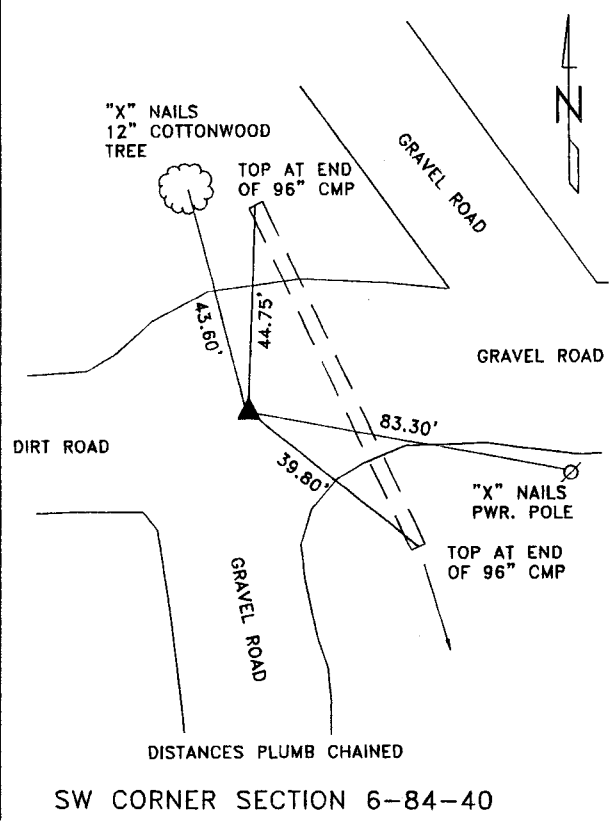 "X" NAILS
12" COTTONWOOD
TREE
TOP AT END
OF 96" CMP
N
GRAVEL ROAD
43.60'
44.75'
GRAVEL ROAD
83.30'
DIRT ROAD
39.80'
"X" NAILS
PWR. POLE
TOP AT END
OF 96" CMP
GRAVEL ROAD
DISTANCES PLUMB CHAINED
SW CORNER SECTION 6-84-40